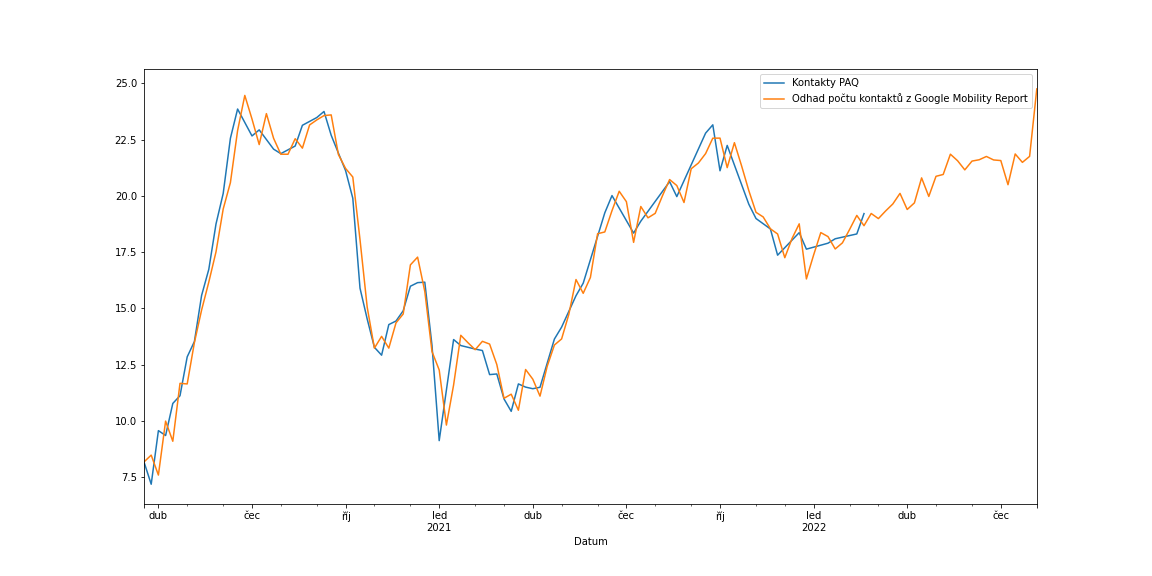 Kontakty PAQ
Odhad počtu kontaktů z Google Mobility Report
25.0
22.5
20.0
17.5
15.0
12.5
10.0
7.5
dub čec říj led dub čec říj led dub čec
2021 2022
Datum